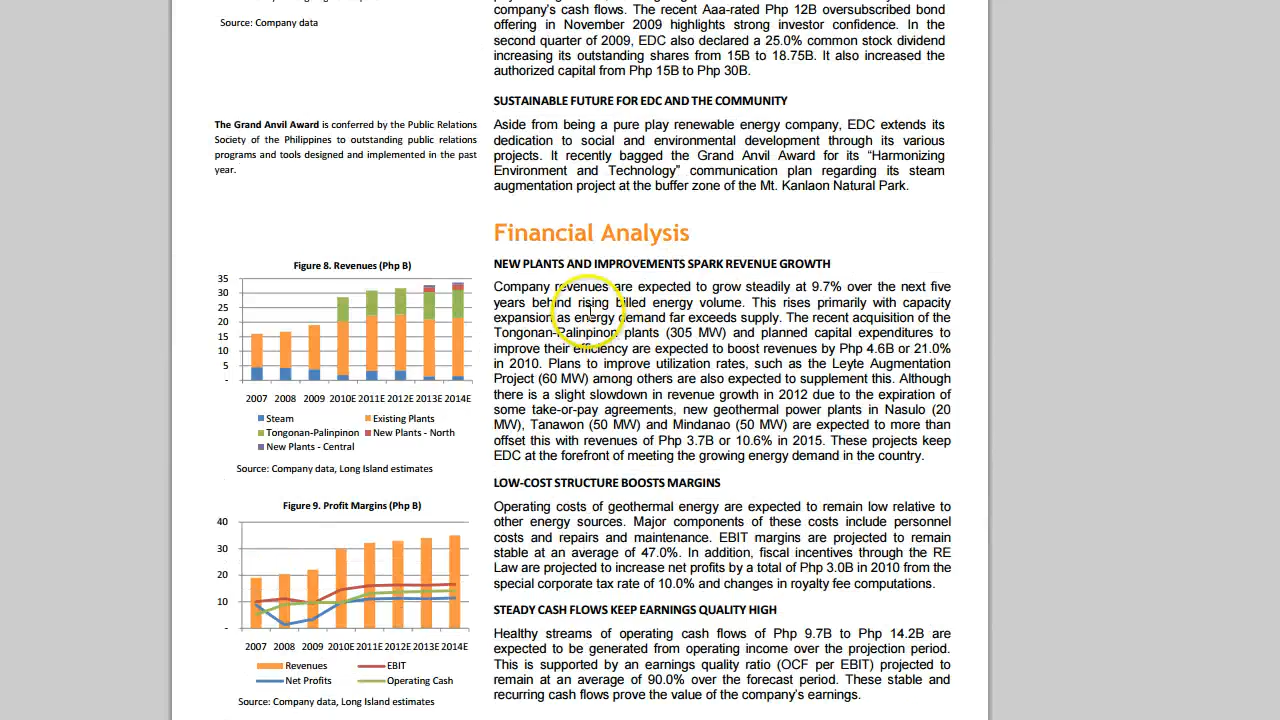 Source: Company data
The Grand Anvil Award is conferred by the Public Relations
Society of the Philippines to outstanding public relations
programs and tools designed and implemented in the past
year.
Figure 8. Revenues (Php B)
35
30
25
20
15
10
5
-
2007 2008 2009 2010E 2011E 2012E 2013E 2014E
Steam Existing Plants
Tongonan-Palinpinon New Plants - North
New Plants - Central
Source: Company data, Long Island estimates
Figure 9. Profit Margins (Php B)
40
30
20
10
-
2007 2008 2009 2010E 2011E 2012E 2013E 2014E
Revenues EBIT
Net Profits Operating Cash
Source: Company data, Long Island estimates
company's cash flows. The recent Aaa-rated Php 12B oversubscribed bond
offering in November 2009 highlights strong investor confidence. In
the second quarter of 2009, EDC also declared a 25.0% common stock dividend
increasing its outstanding shares from 15B to 18.75B. It also increased the
authorized capital from Php 15B to Php 30B.
SUSTAINABLE FUTURE FOR EDC AND THE COMMUNITY
Aside from being a pure play renewable energy company, EDC extends its
dedication to social and environmental development through its various
projects. It recently bagged the Grand Anvil Award for its “Harmonizing
Environment and Technology” communication plan regarding its steam
augmentation project at the buffer zone of the Mt. Kanlaon Natural Park.
Financial Analysis
NEW PLANTS AND IMPROVEMENTS SPARK REVENUE GROWTH
Company revenues are expected to grow steadily at 9.7% over the next five
years behind rising billed energy volume. This rises primarily with capacity
expansion as energy demand far exceeds supply. The recent acquisition of the
Tongonan-Palinpinon plants (305 MW) and planned capital expenditures to
improve their efficiency are expected to boost revenues by Php 4.6B or 21.0%
in 2010. Plans to improve utilization rates, such as the Leyte Augmentation
Project (60 MW) among others are also expected to supplement this. Although
there is a slight slowdown in revenue growth in 2012 due to the expiration of
some take-or-pay agreements, new geothermal power plants in Nasulo (20
MW), Tanawon (50 MW) and Mindanao (50 MW) are expected to more than
offset this with revenues of Php 3.7B or 10.6% in 2015. These projects keep
EDC at the forefront of meeting the growing energy demand in the country.
LOW-COST STRUCTURE BOOSTS MARGINS
Operating costs of geothermal energy are expected to remain low relative to
other energy sources. Major components of these costs include personnel
costs and repairs and maintenance. EBIT margins are projected to remain
stable at an average of 47.0%. In addition, fiscal incentives through the RE
Law are projected to increase net profits by a total of Php 3.0B in 2010 from the
special corporate tax rate of 10.0% and changes in royalty fee computations.
STEADY CASH FLOWS KEEP EARNINGS QUALITY HIGH
Healthy streams of operating cash flows of Php 9.7B to Php 14.2B are
expected to be generated from operating income over the projection period.
This is supported by an earnings quality ratio (OCF per EBIT) projected to
remain at an average of 90.0% over the forecast period. These stable and
recurring cash flows prove the value of the company’s earnings.